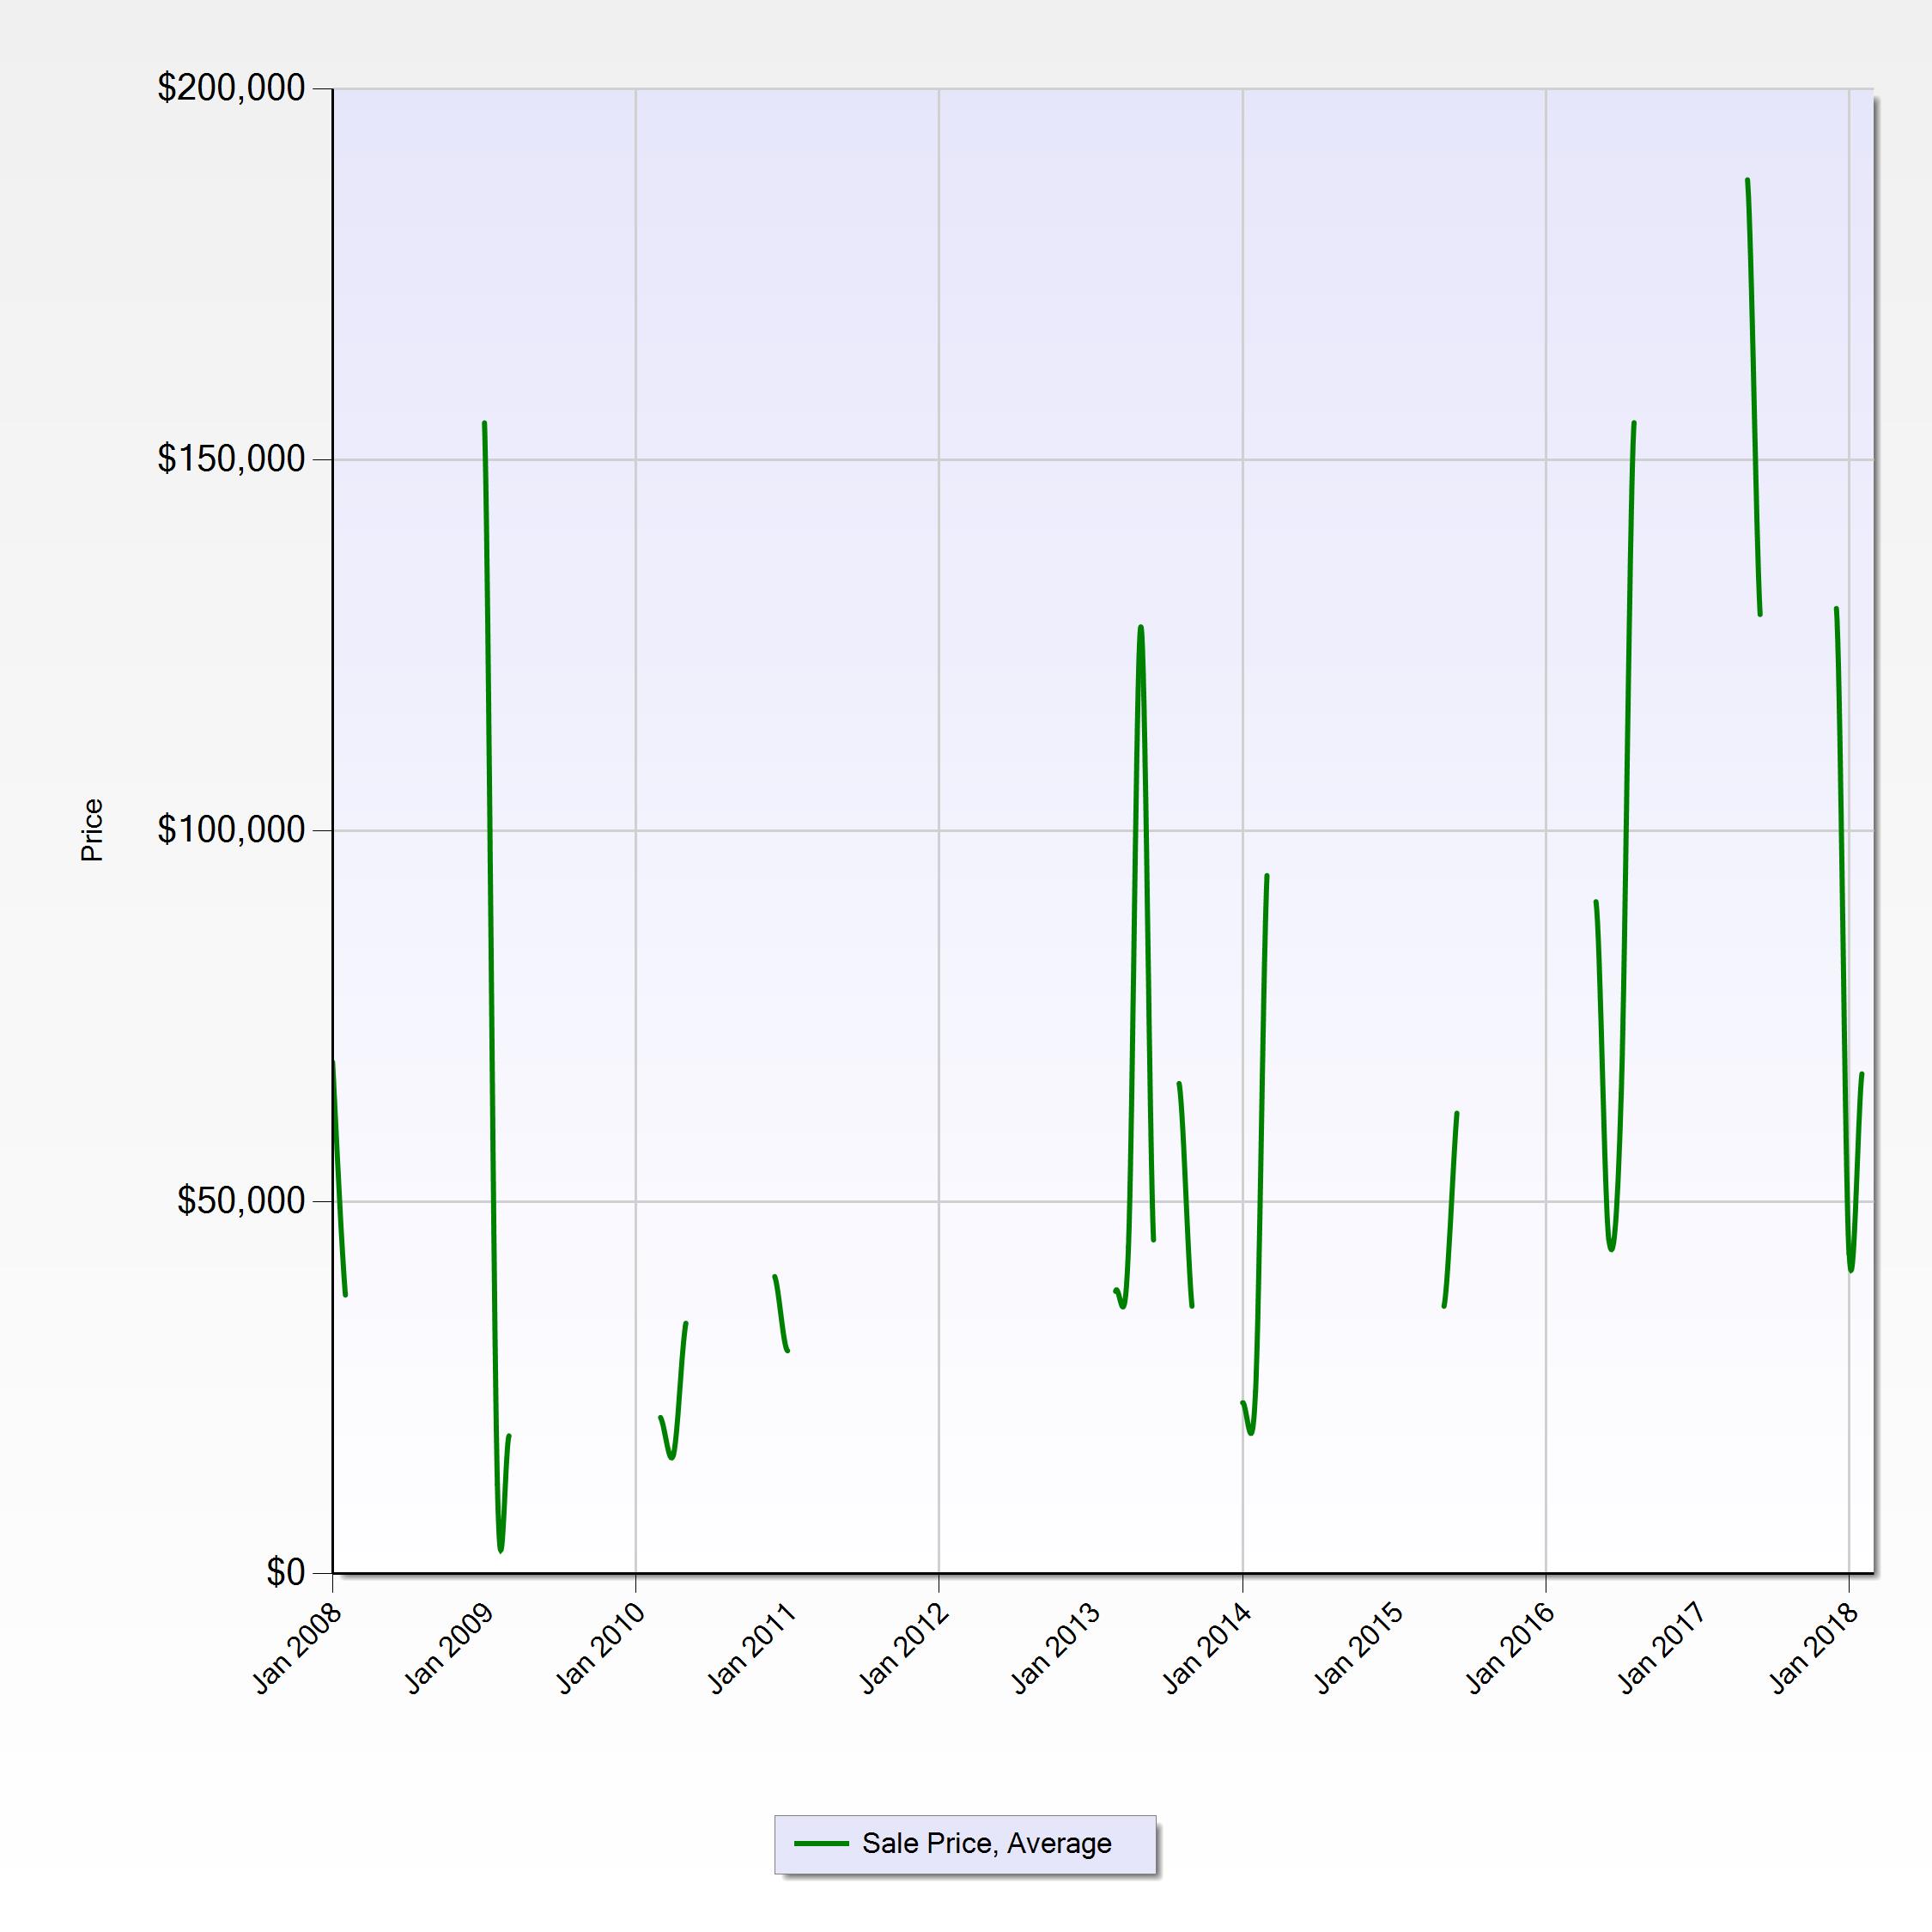 $200,000
$150,000
$100,000
$50,000
$0
Price
Jan 2008
Jan 2009
Jan 2010
Jan 2011
Jan 2012
Jan 2013
Jan 2014
Jan 2015
Jan 2016
Jan 2017
Jan 2018
Sale Price, Average